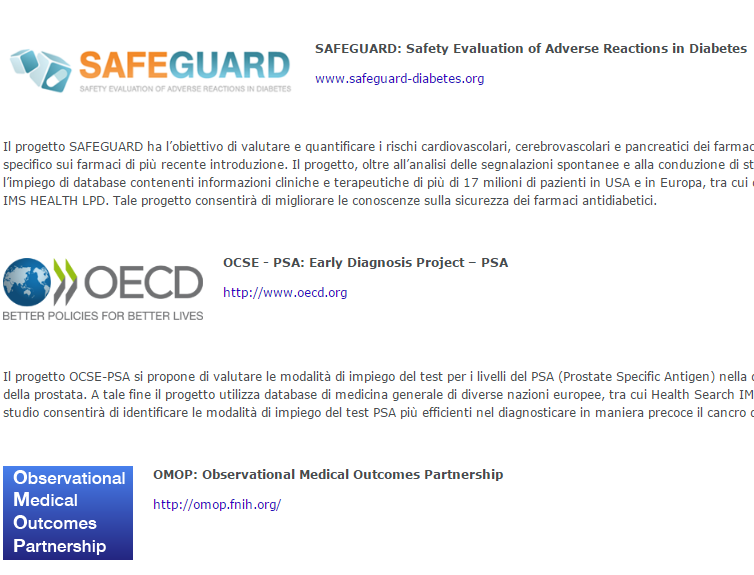 SAFEGUARD
SAFETY EVALUATION OF ADVERSE REACTIONS IN DIABETES
SAFEGUARD: Safety Evaluation of Adverse Reactions in Diabetes
www.safeguard-diabetes.org
Il progetto SAFEGUARD ha l’obiettivo di valutare e quantificare i rischi cardiovascolari, cerebrovascolari e pancreatici dei farmac
specifico sui farmaci di più recente introduzione. Il progetto, oltre all’analisi delle segnalazioni spontanee e alla conduzione di st
l’impiego di database contenenti informazioni cliniche e terapeutiche di più di 17 milioni di pazienti in USA e in Europa, tra cui
IMS HEALTH LPD. Tale progetto consentirà di migliorare le conoscenze sulla sicurezza dei farmaci antidiabetici.
OECD
BETTER POLICIES FOR BETTER LIVES
OCSE - PSA: Early Diagnosis Project – PSA
http://www.oecd.org
Il progetto OCSE-PSA si propone di valutare le modalità di impiego del test per i livelli del PSA (Prostate Specific Antigen) nella
della prostata. A tale fine il progetto utilizza database di medicina generale di diverse nazioni europee, tra cui Health Search IM
studio consentirà di identificare le modalità di impiego del test PSA più efficienti nel diagnosticare in maniera precoce il cancro
Observational
Medical
Outcomes
Partnership
OMOP: Observational Medical Outcomes Partnership
http://omop.fnih.org/